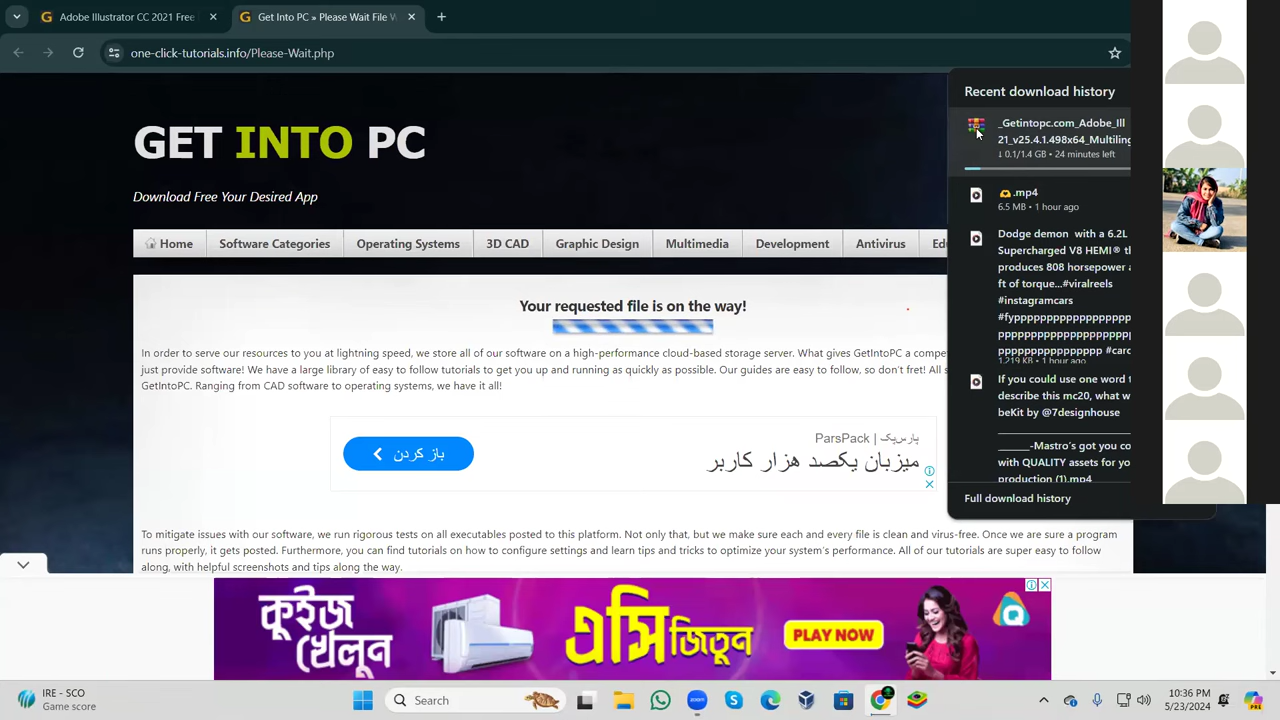 Adobe Illustrator CC 2021 Free
Get Into PC » Please Wait File W
one-click-tutorials.info/Please-Wait.php
GET INTO PC
Download Free Your Desired App
Home
Software Categories
Operating Systems
3D CAD
Graphic Design
Multimedia
Development
Antivirus
Edu
Your requested file is on the way!
In order to serve our resources to you at lightning speed, we store all of our software on a high-performance cloud-based storage server. What gives GetIntoPC a compe
just provide software! We have a large library of easy to follow tutorials to get you up and running as quickly as possible. Our guides are easy to follow, so don't fret! All s
GetIntoPC. Ranging from CAD software to operating systems, we have it all!
پارس‌پک | ParsPack
میزبان یکصد هزار کاربر
باز کردن
To mitigate issues with our software, we run rigorous tests on all executables posted to this platform. Not only that, but we make sure each and every file is clean and virus-free. Once we are sure a program
runs properly, it gets posted. Furthermore, you can find tutorials on how to configure settings and learn tips and tricks to optimize your system's performance. All of our tutorials are super easy to follow
along, with helpful screenshots and tips along the way.
Recent download history
_Getintopc.com_Adobe_Ill
21_v25.4.1.498x64_Multiling
↓ 0.1/1.4 GB • 24 minutes left
.mp4
6.5 MB • 1 hour ago
Dodge demon with a 6.2L
Supercharged V8 HEMI® th
produces 808 horsepower a
ft of torque...#viralreels
#instagramcars
#fypppppppppppppppppp
pppppppppppppppppppp
pppppppppppppppp #carc
1,219 KB • 1 hour ago
If you could use one word t
describe this mc20, what w
beKit by @7designhouse
______-Mastro's got you co
with QUALITY assets for yo
production (1).mp4
Full download history
কুইজ
খেলুন
এসি জিতুন
PLAY NOW
Q
IRE - SCO
Game score
Search
10:36 PM
5/23/2024
PRE